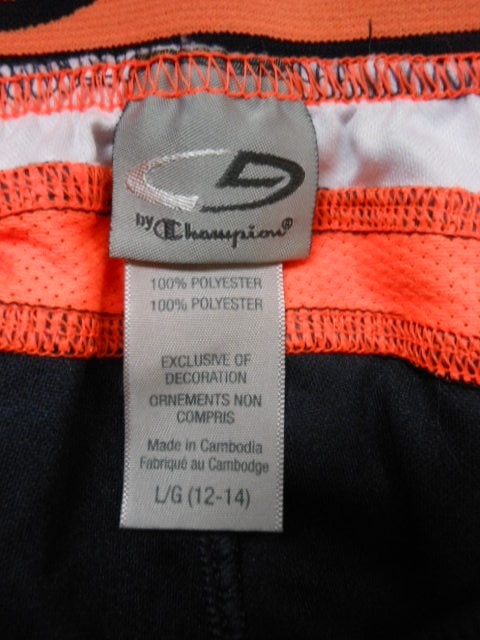 by Champion®
100% POLYESTER
100% POLYESTER
EXCLUSIVE OF
DECORATION
ORNEMENTS NON
COMPRIS
Made in Cambodia
Fabriqué au Cambodge
L/G (12-14)